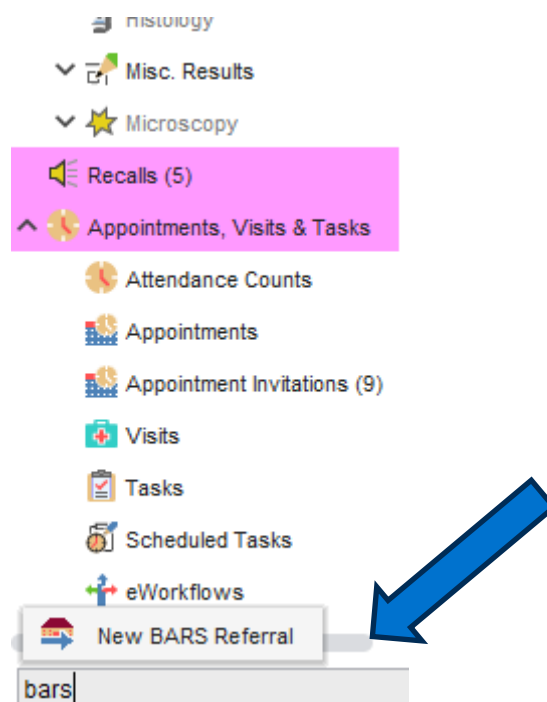 Histology
Misc. Results
Microscopy
Recalls (5)
Appointments, Visits & Tasks
Attendance Counts
Appointments
Appointment Invitations (9)
Visits
Tasks
Scheduled Tasks
eWorkflows
New BARS Referral
bars